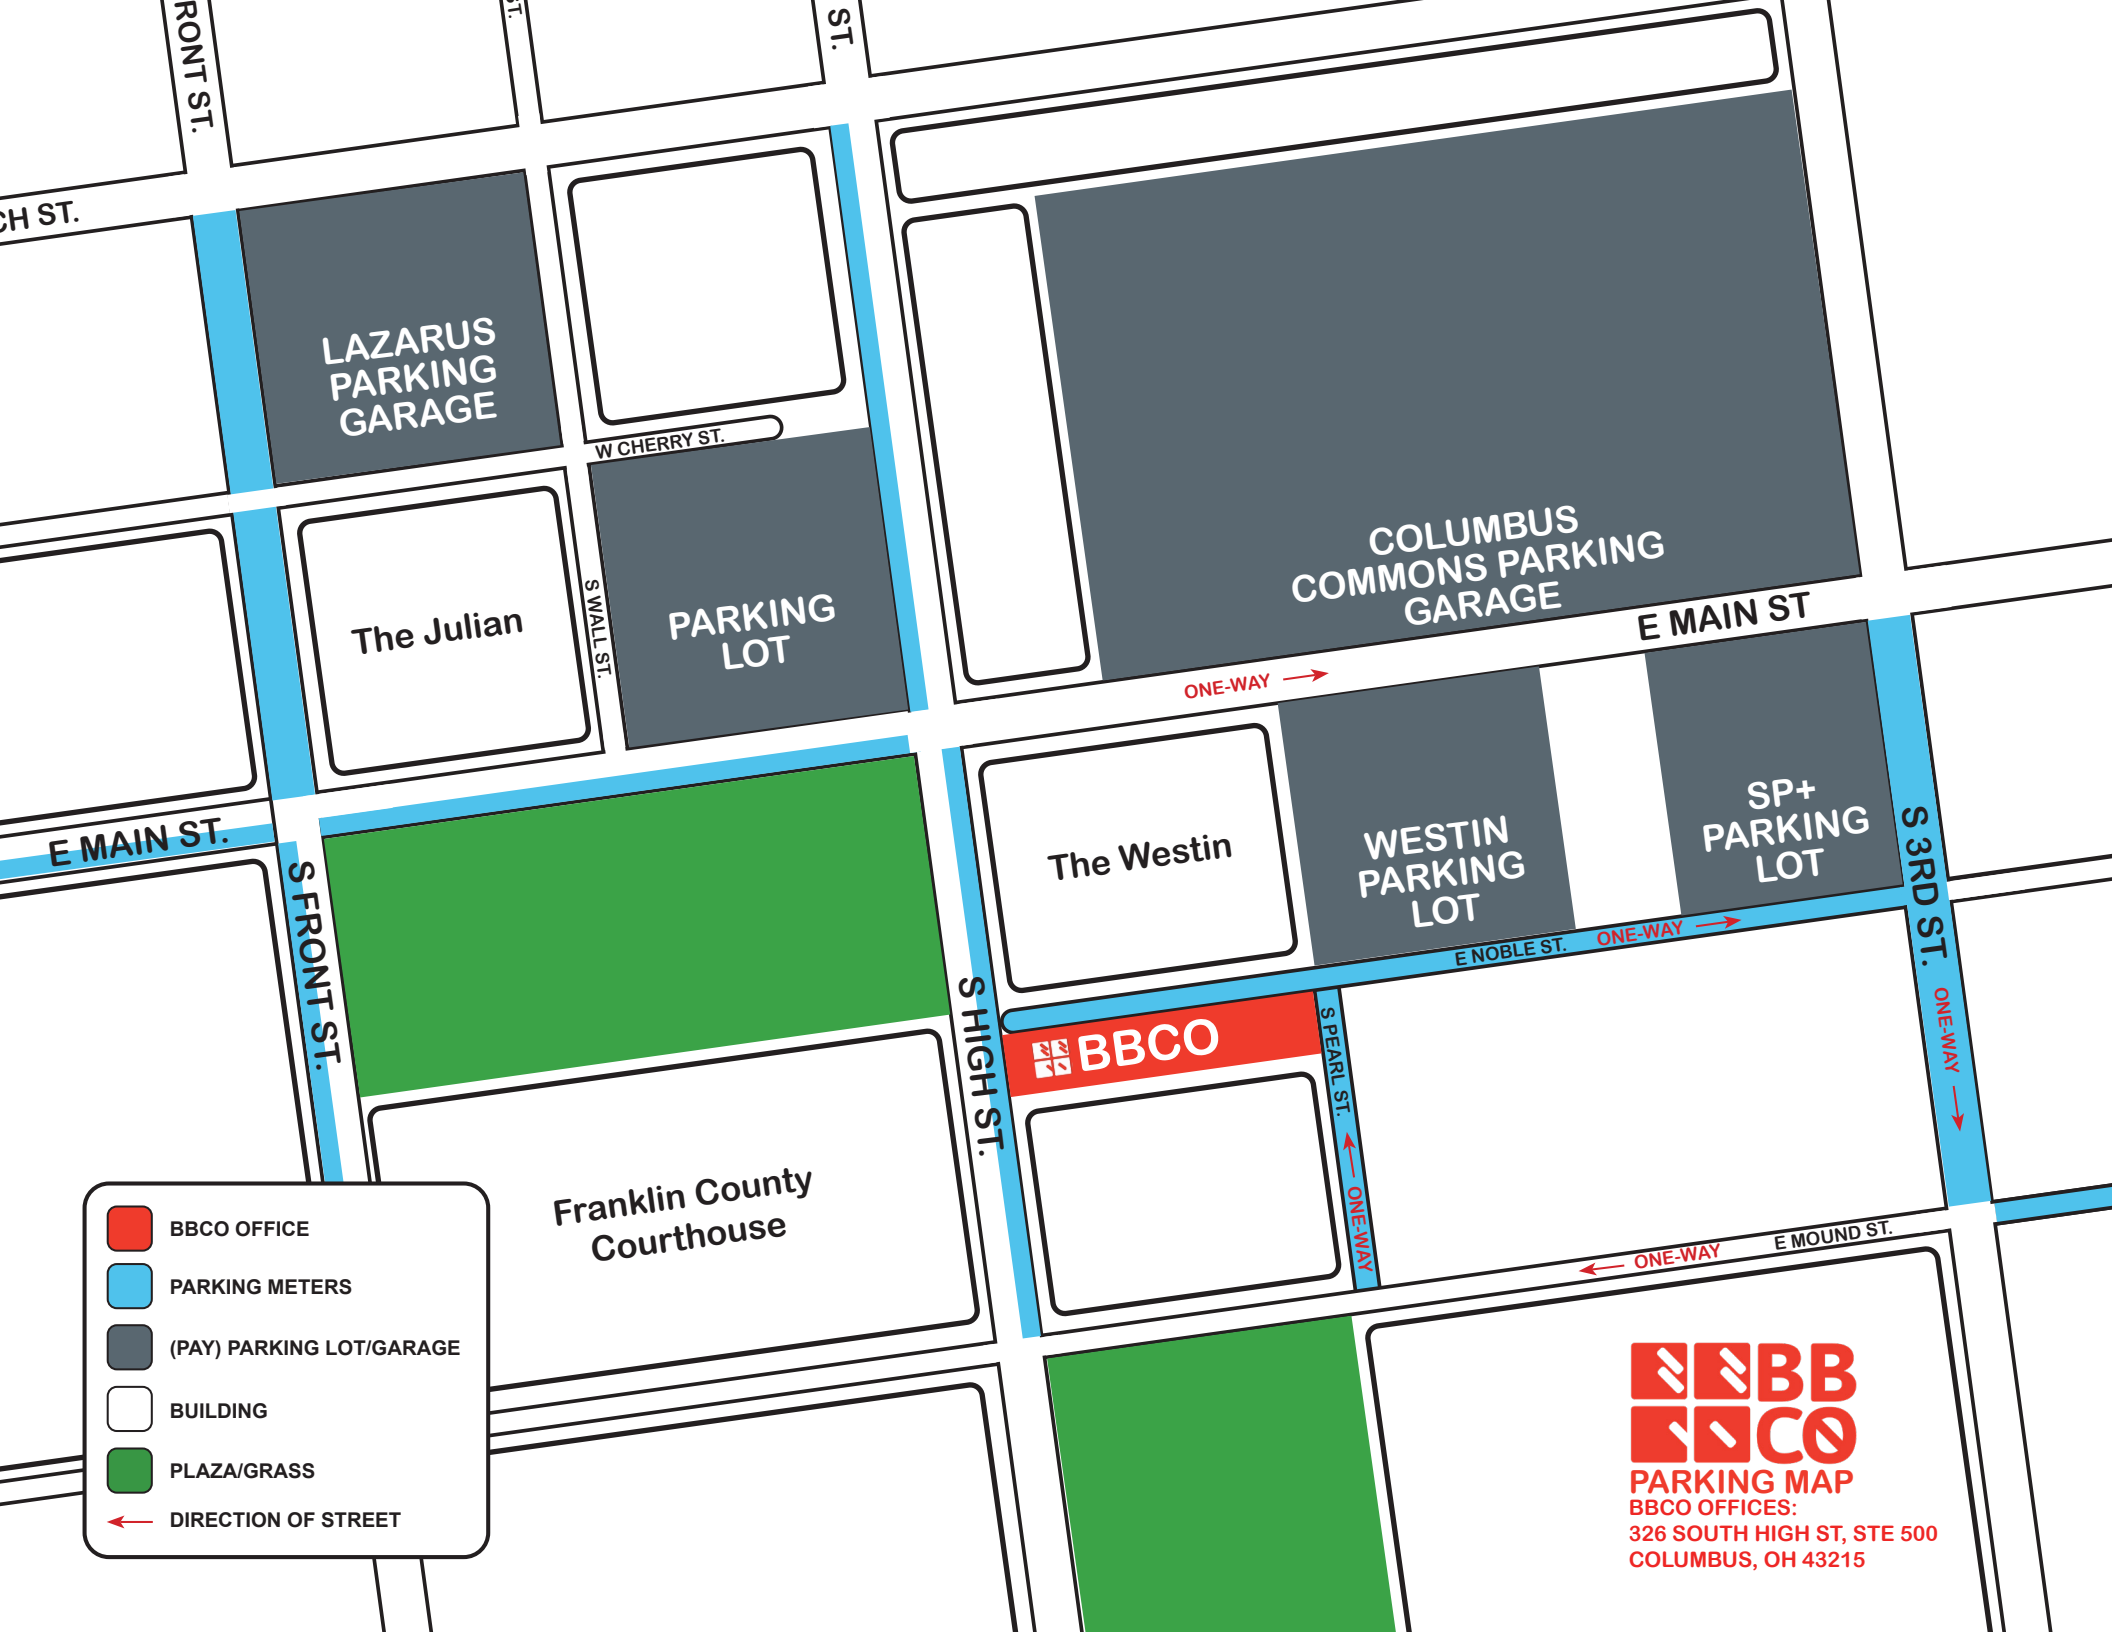 RONT ST.
ST.
ST.
CH ST.
LAZARUS
PARKING
GARAGE
W CHERRY ST.
The Julian
S WALL ST.
PARKING
LOT
COLUMBUS
COMMONS PARKING
GARAGE
E MAIN ST
ONE-WAY
E MAIN ST.
S FRONT ST.
The Westin
WESTIN
PARKING
LOT
SP+
PARKING
LOT
S 3RD ST.
ONE-WAY
E NOBLE ST.
ONE-WAY
S HIGH ST.
BBCO
S PEARL ST.
ONE-WAY
Franklin County
Courthouse
E MOUND ST.
ONE-WAY
BBCO OFFICE
PARKING METERS
(PAY) PARKING LOT/GARAGE
BUILDING
PLAZA/GRASS
DIRECTION OF STREET
BB
CO
PARKING MAP
BBCO OFFICES:
326 SOUTH HIGH ST, STE 500
COLUMBUS, OH 43215